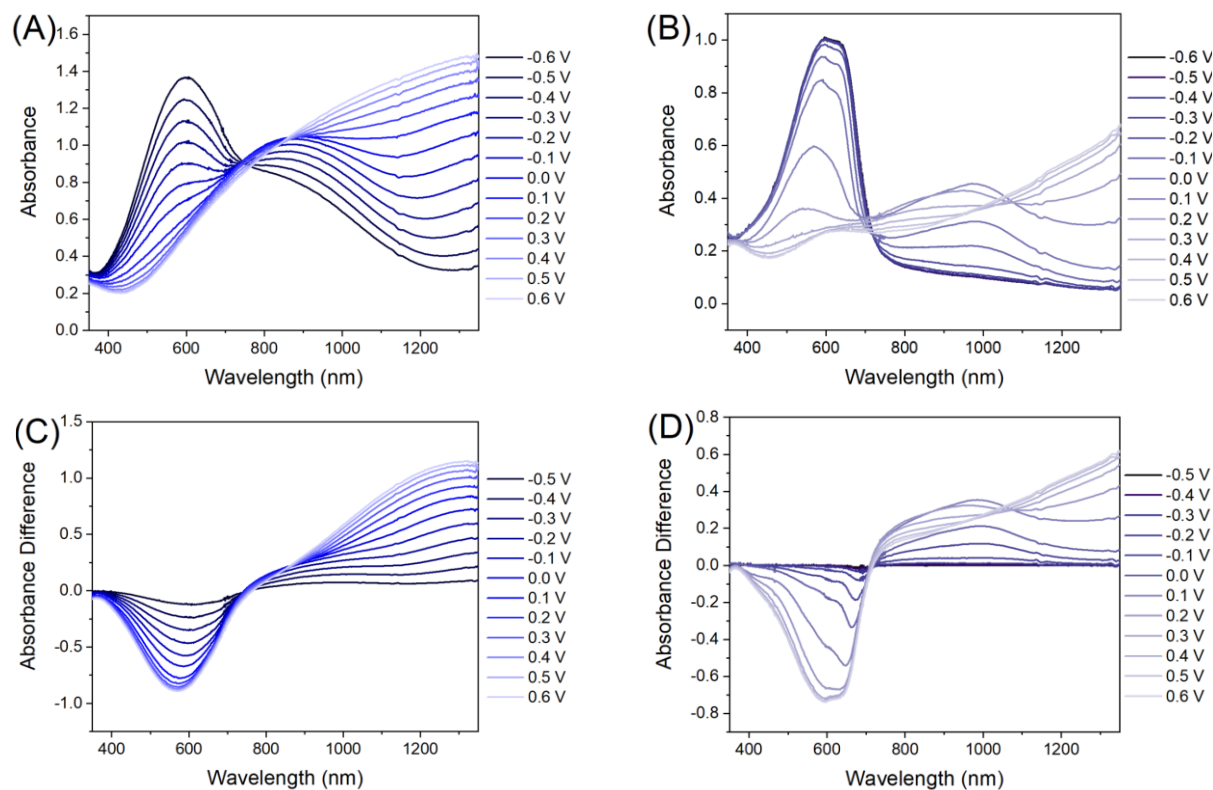 (A)
Absorbance
1.6
1.4
1.2
1.0
0.8
0.6
0.4
0.2
0.0
400
600
800
1000
1200
Wavelength (nm)
-0.6 V
-0.5 V
-0.4 V
-0.3 V
-0.2 V
-0.1 V
0.0 V
0.1 V
0.2 V
0.3 V
0.4 V
0.5 V
0.6 V
(B)
Absorbance
1.0
0.8
0.6
0.4
0.2
0.0
400
600
800
1000
1200
Wavelength (nm)
-0.6 V
-0.5 V
-0.4 V
-0.3 V
-0.2 V
-0.1 V
0.0 V
0.1 V
0.2 V
0.3 V
0.4 V
0.5 V
0.6 V
(C)
Absorbance Difference
1.5
1.0
0.5
0.0
-0.5
-1.0
400
600
800
1000
1200
Wavelength (nm)
-0.5 V
-0.4 V
-0.3 V
-0.2 V
-0.1 V
0.0 V
0.1 V
0.2 V
0.3 V
0.4 V
0.5 V
0.6 V
(D)
Absorbance Difference
0.8
0.6
0.4
0.2
0.0
-0.2
-0.4
-0.6
-0.8
400
600
800
1000
1200
Wavelength (nm)
-0.5 V
-0.4 V
-0.3 V
-0.2 V
-0.1 V
0.0 V
0.1 V
0.2 V
0.3 V
0.4 V
0.5 V
0.6 V